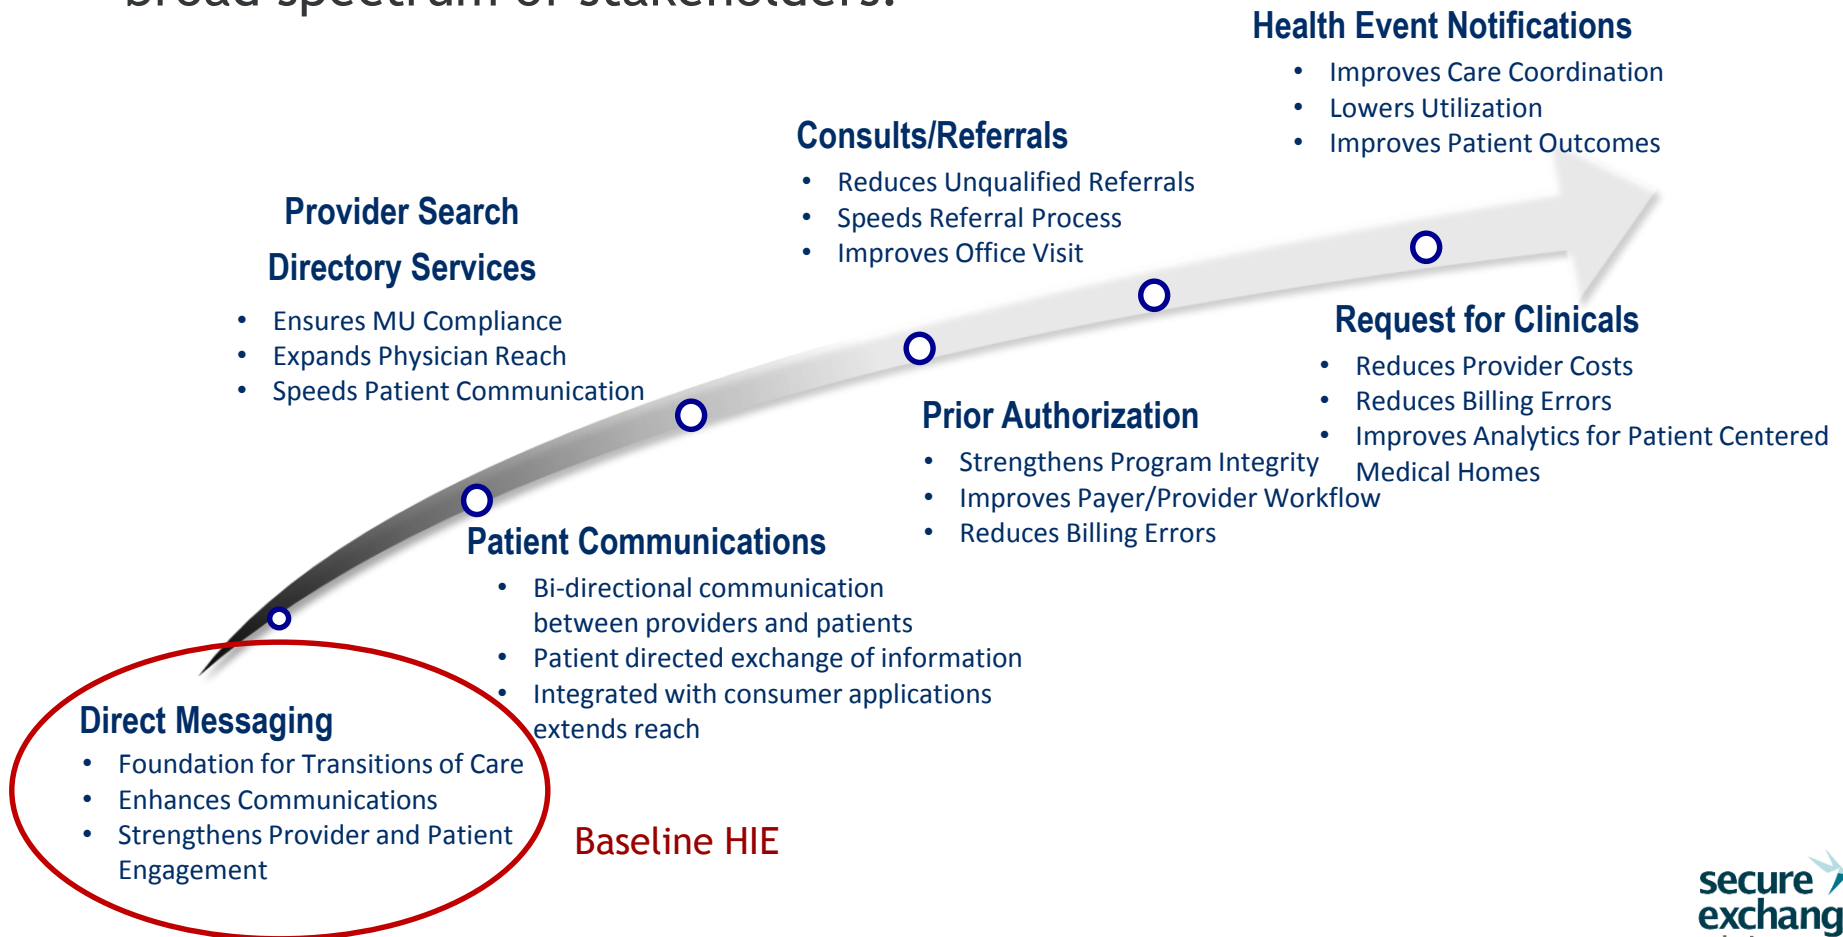 broad spectrum of stakeholders.
Health Event Notifications
• Improves Care Coordination
• Lowers Utilization
• Improves Patient Outcomes
Consults/Referrals
• Reduces Unqualified Referrals
• Speeds Referral Process
• Improves Office Visit
Provider Search
Directory Services
• Ensures MU Compliance
• Expands Physician Reach
• Speeds Patient Communication
Request for Clinicals
• Reduces Provider Costs
• Reduces Billing Errors
• Improves Analytics for Patient Centered
Medical Homes
Prior Authorization
• Strengthens Program Integrity
• Improves Payer/Provider Workflow
• Reduces Billing Errors
Patient Communications
• Bi-directional communication
between providers and patients
• Patient directed exchange of information
• Integrated with consumer applications
extends reach
Direct Messaging
• Foundation for Transitions of Care
• Enhances Communications
• Strengthens Provider and Patient
Engagement
Baseline HIE
secure
exchang